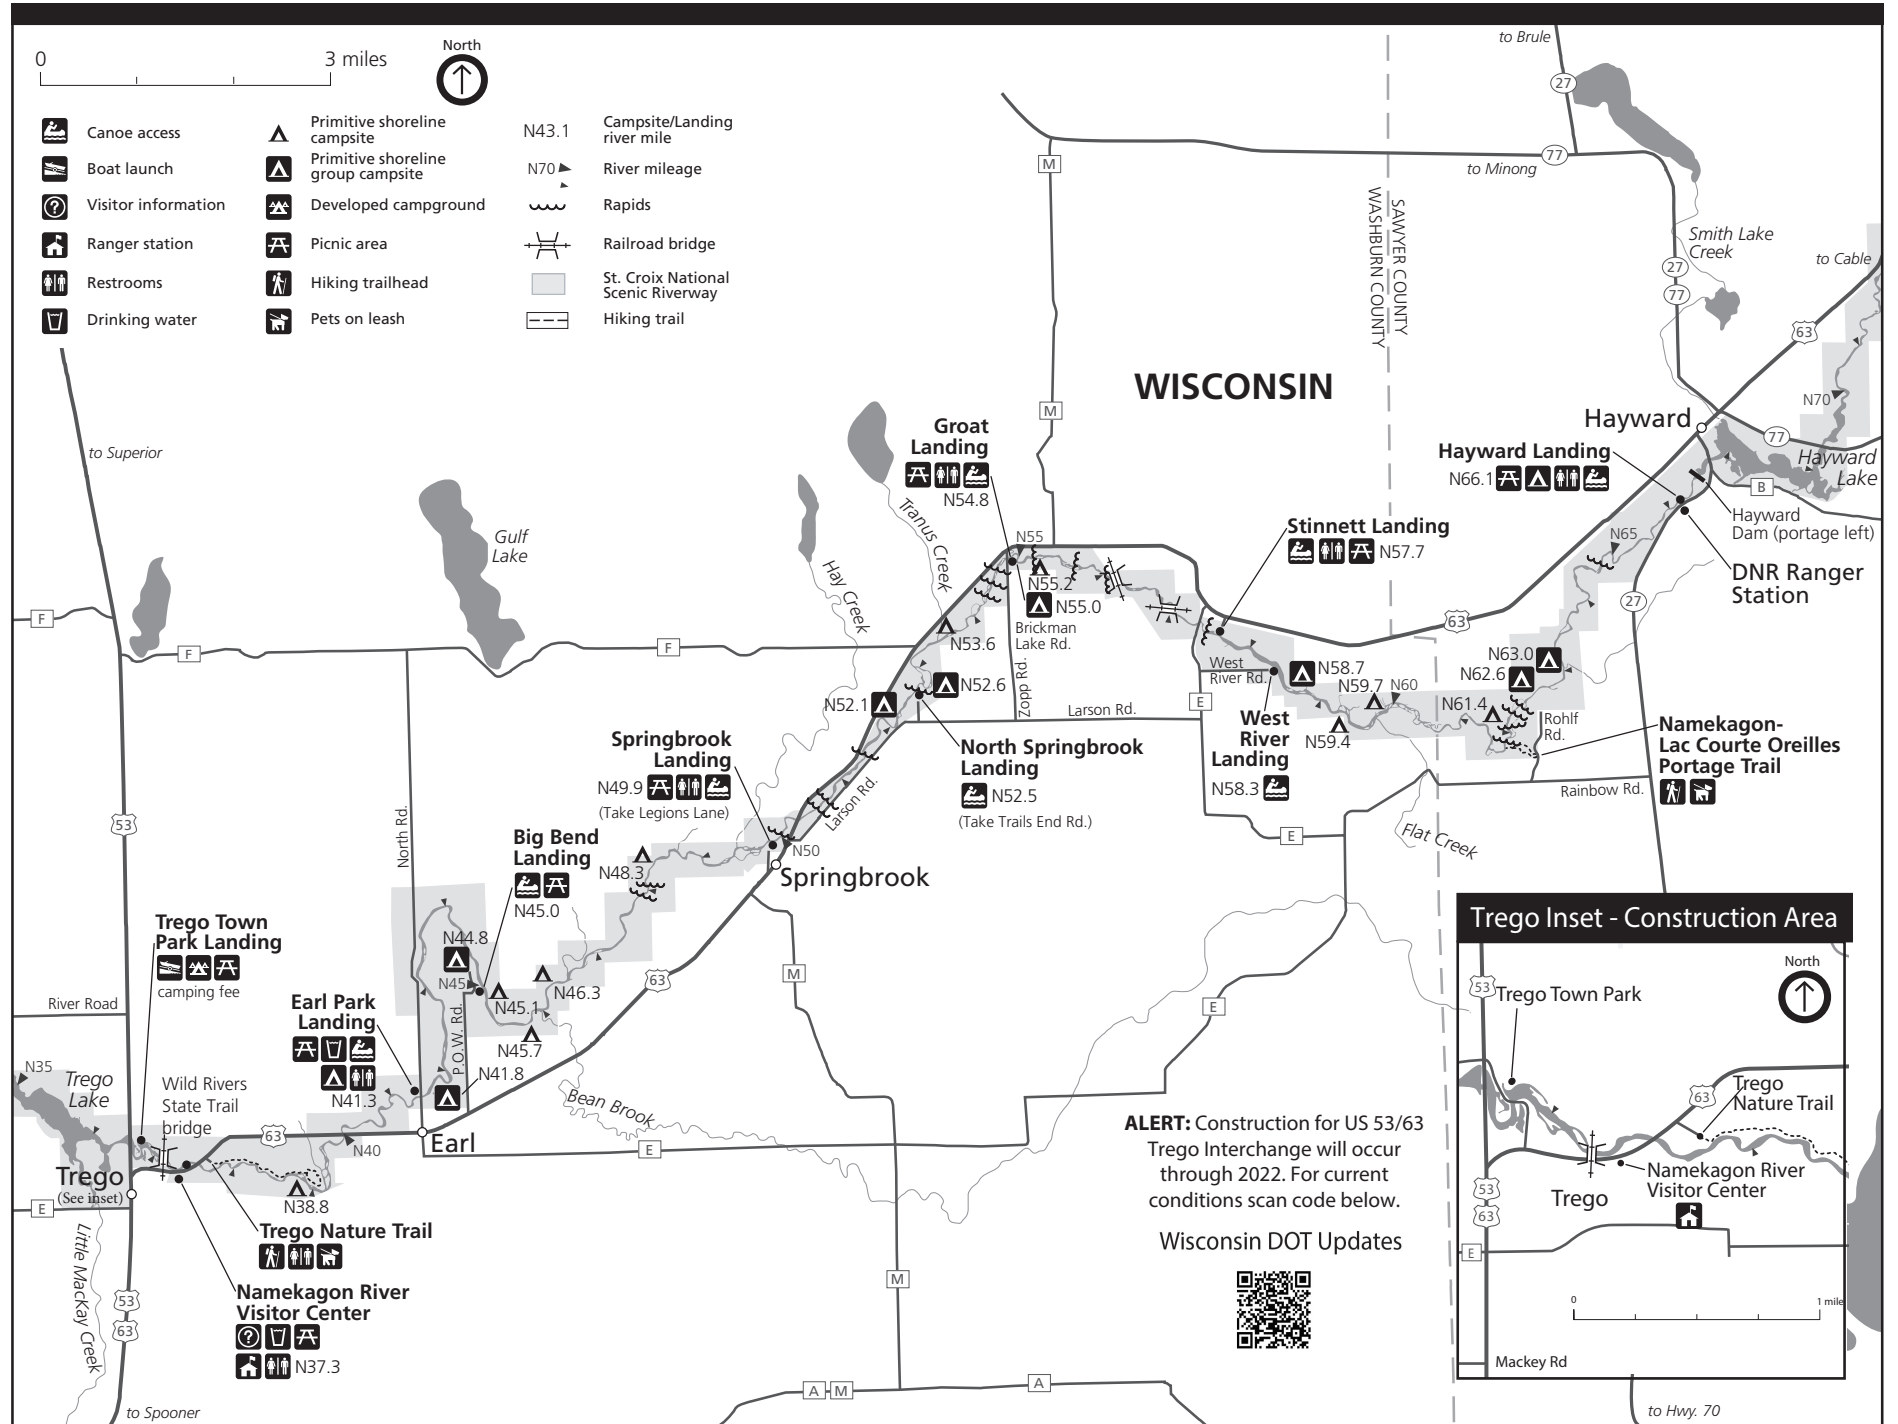 0
3 miles
North
Canoe access
Boat launch
Visitor information
Ranger station
Restrooms
Drinking water
Primitive shoreline
campsite
Primitive shoreline
group campsite
Developed campground
Picnic area
Hiking trailhead
Pets on leash
N43.1
Campsite/Landing
river mile
N70
River mileage
Rapids
Railroad bridge
St. Croix National
Scenic Riverway
Hiking trail
to Brule
27
77
to Minong
M
SAWYER COUNTY
WASHBURN COUNTY
Smith Lake
Creek
27
77
to Cable
63
WISCONSIN
M
N70
Hayward
77
Hayward
Lake
Hayward Landing
N66.1
B
Hayward
Dam (portage left)
N65
DNR Ranger
Station
27
to Superior
Gulf
Lake
Groat
Landing
N54.8
Tranus Creek
Hay Creek
N55
N55.2
N55.0
Brickman
Lake Rd.
Zopp Rd.
Stinnett Landing
N57.7
63
F
F
F
N53.6
N52.6
N52.1
West
River Rd.
N58.7
N59.7
N60
N59.4
N61.4
N63.0
N62.6
Rohlf
Rd.
E
Larson Rd.
West
River
Landing
N58.3
Namekagon-
Lac Courte Oreilles
Portage Trail
Rainbow Rd.
Springbrook
Landing
N49.9
(Take Legions Lane)
North Springbrook
Landing
N52.5
(Take Trails End Rd.)
Larson Rd.
53
North Rd.
Big Bend
Landing
N45.0
N48.3
N50
Springbrook
E
Flat Creek
Trego Town
Park Landing
camping fee
N44.8
N45
N45.1
N46.3
N45.7
63
M
E
River Road
Earl Park
Landing
N41.3
P.O.W. Rd.
N41.8
N35
Trego
Lake
Wild Rivers
State Trail
bridge
63
N40
Earl
Bean Brook
E
Trego
(See inset)
E
N38.8
Trego Nature Trail
Little MacKay Creek
Namekagon River
Visitor Center
N37.3
53
63
to Spooner
M
A
M
A
ALERT: Construction for US 53/63
Trego Interchange will occur
through 2022. For current
conditions scan code below.
Wisconsin DOT Updates
Trego Inset - Construction Area
North
53
Trego Town Park
63
Trego
Nature Trail
Namekagon River
Visitor Center
Trego
53
63
E
0
1 mile
Mackey Rd
to Hwy. 70